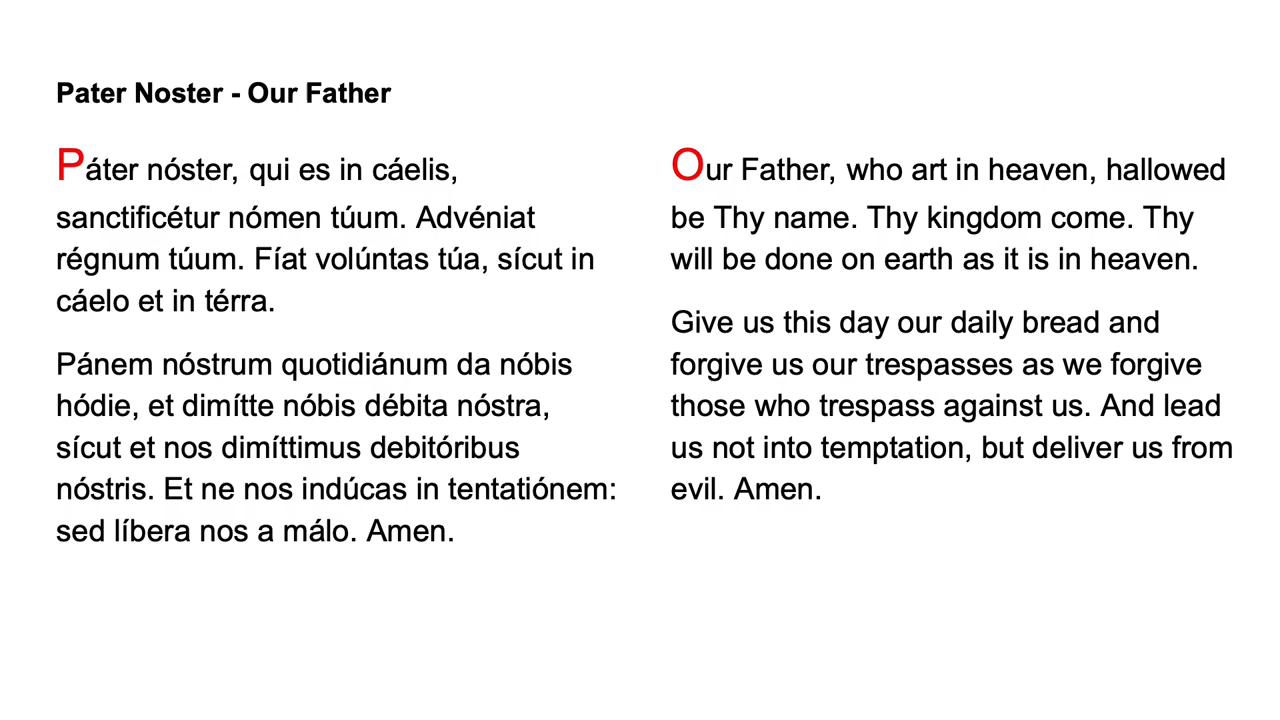 Pater Noster - Our Father
Páter nóster, qui es in cáelis,
sanctificétur nómen túum. Advéniat
régnum túum. Fíat volúntas túa, sícut in
cáelo et in térra.
Pánem nóstrum quotidiánum da nóbis
hódie, et dimítte nóbis débita nóstra,
sícut et nos dimíttimus debitóribus
nóstris. Et ne nos indúcas in tentatiónem:
sed líbera nos a málo. Amen.
Our Father, who art in heaven, hallowed
be Thy name. Thy kingdom come. Thy
will be done on earth as it is in heaven.
Give us this day our daily bread and
forgive us our trespasses as we forgive
those who trespass against us. And lead
us not into temptation, but deliver us from
evil. Amen.